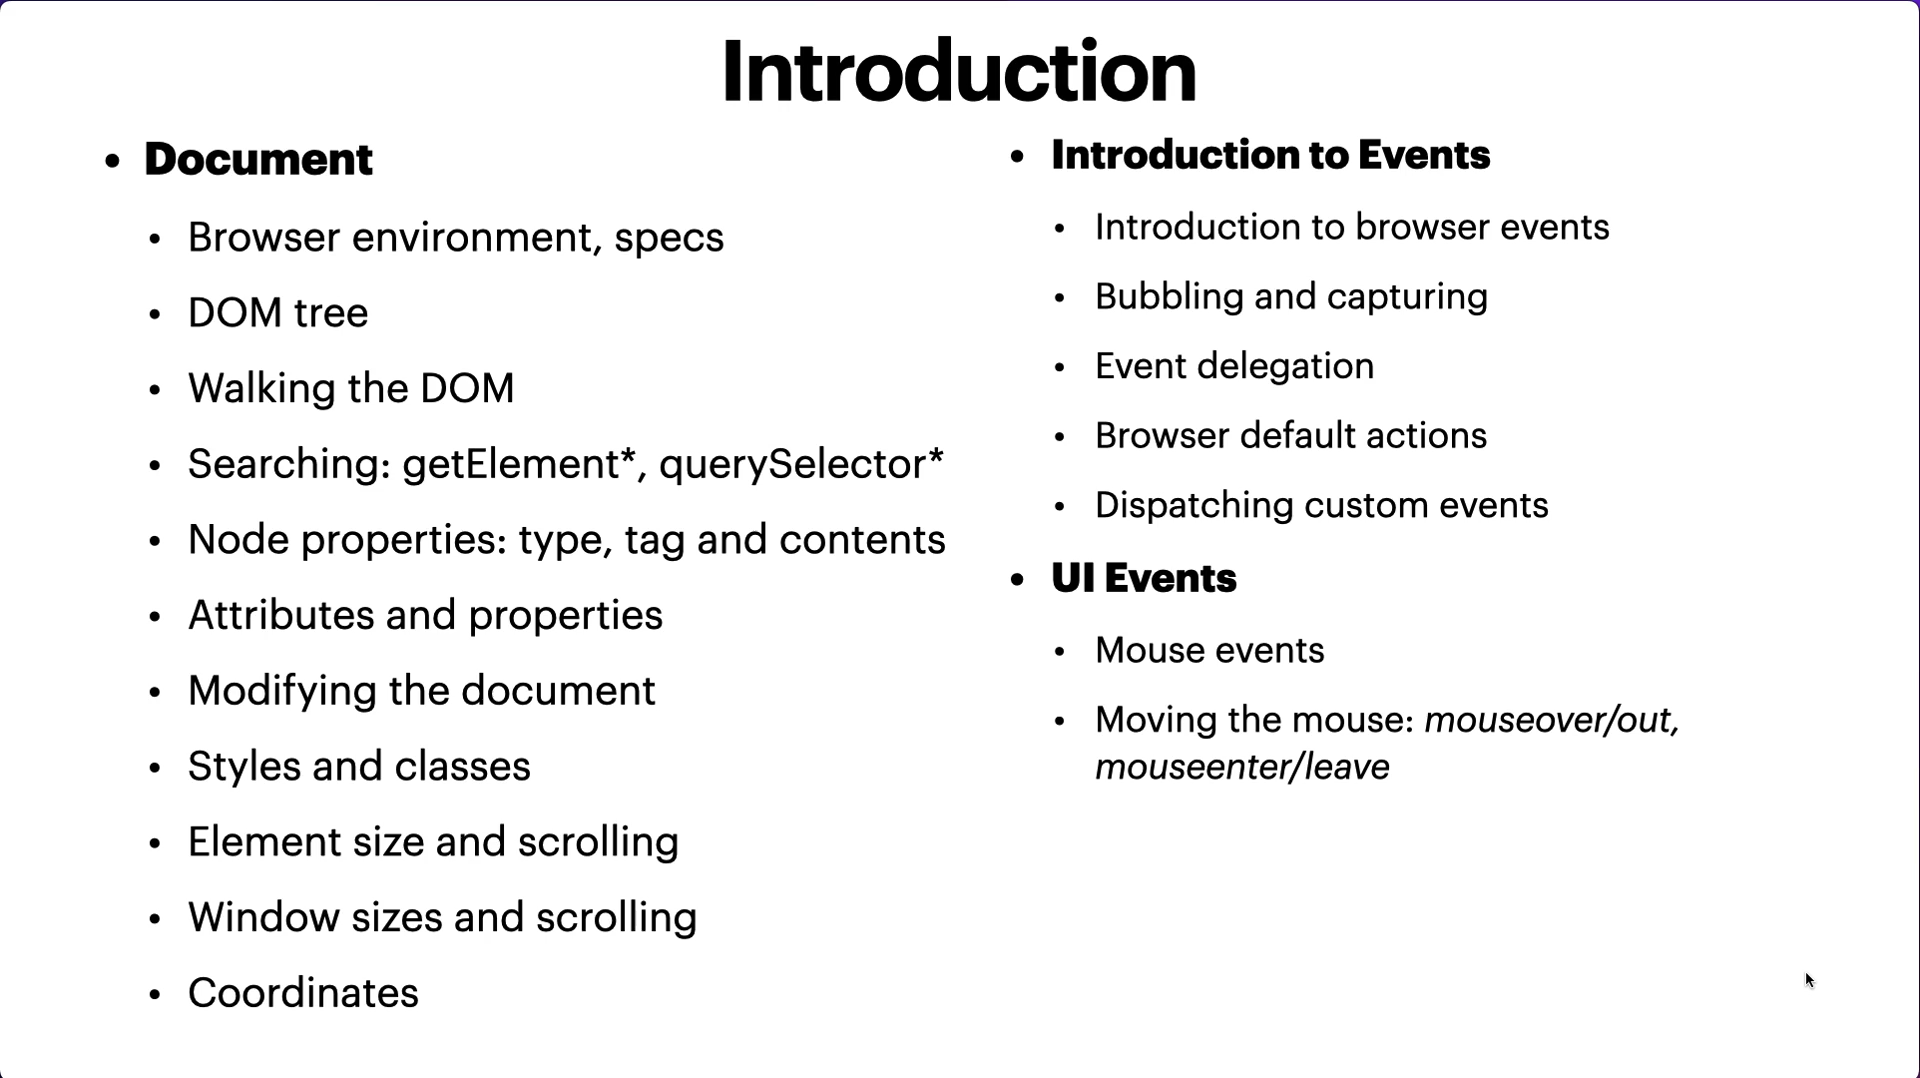 Introduction
• Document
• Browser environment, specs
• DOM tree
• Walking the DOM
• Searching: getElement*, querySelector*
• Node properties: type, tag and contents
• Attributes and properties
• Modifying the document
• Styles and classes
• Element size and scrolling
• Window sizes and scrolling
• Coordinates
• Introduction to Events
• Introduction to browser events
• Bubbling and capturing
• Event delegation
• Browser default actions
• Dispatching custom events
• UI Events
• Mouse events
• Moving the mouse: mouseover/out,
mouseenter/leave